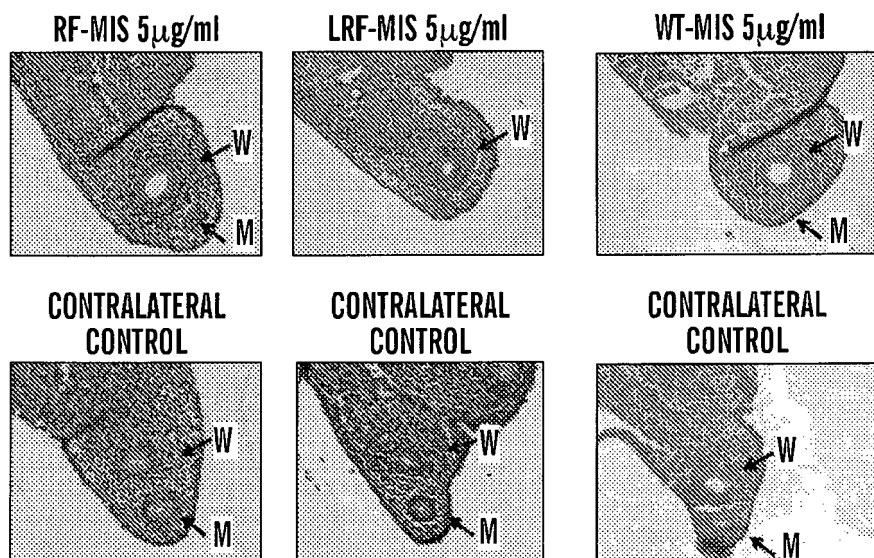 RF-MIS 5µg/ml
LRF-MIS 5µg/ml
WT-MIS 5µg/ml
W
M
W
W
M
CONTRALATERAL
CONTROL
CONTRALATERAL
CONTROL
CONTRALATERAL
CONTROL
W
M
W
M
W
M